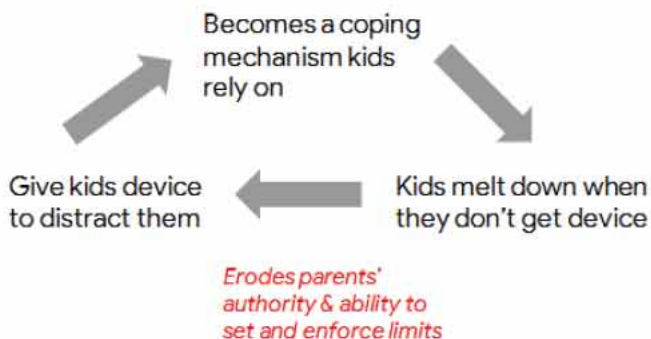 Becomes a coping
mechanism kids
rely on
Give kids device
to distract them
Kids melt down when
they don't get device
Erodes parents'
authority & ability to
set and enforce limits